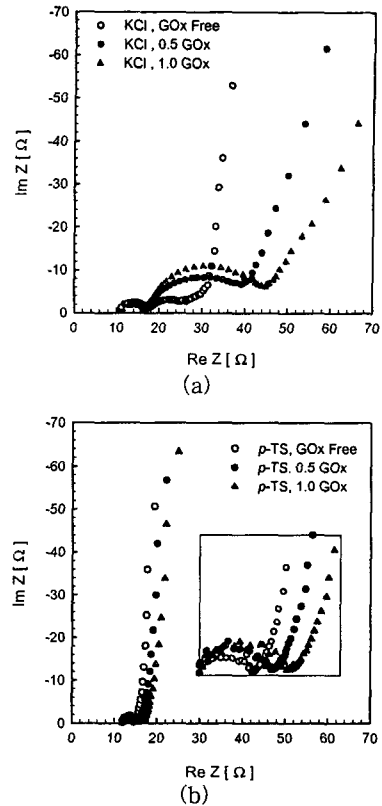 -70
-60
-50
-40
-30
-20
-10
0
Im Z [ Ω ]
KCl , GOx Free
KCl , 0.5 GOx
KCl , 1.0 GOx
0 10 20 30 40 50 60 70
Re Z [ Ω ]
(a)
-70
-60
-50
-40
-30
-20
-10
0
Im Z [ Ω ]
p-TS, GOx Free
p-TS, 0.5 GOx
p-TS, 1.0 GOx
0 10 20 30 40 50 60 70
Re Z [ Ω ]
(b)